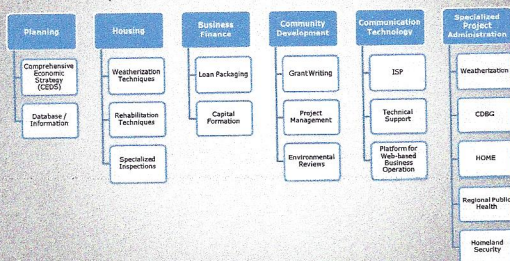 Planning
Comprehensive
Economic
Strategy
(CEDS)
Database /
Information
Housing
Weatherization
Techniques
Rehabilitation
Techniques
Specialized
Inspections
Business
Finance
Loan Packaging
Capital
Formation
Community
Development
Grant Writing
Project
Management
Environmental
Reviews
Communication
Technology
ISP
Technical
Support
Platform for
Web-based
Business
Operation
Specialized
Project
Administration
Weatherization
CDBG
HOME
Regional Public
Health
Homeland
Security